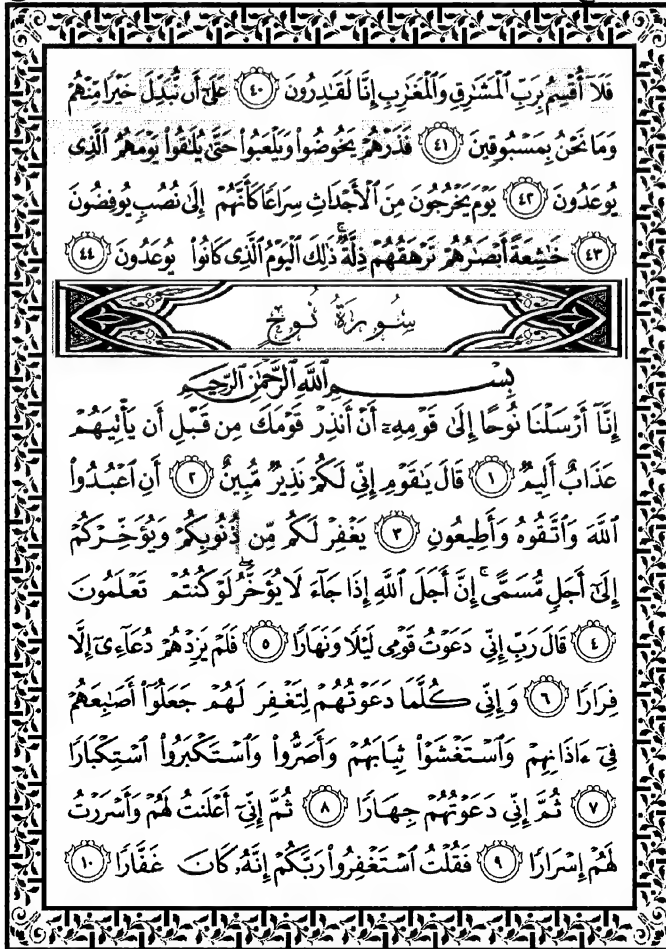 فَلَآ أُقْسِمُ بِرَبِّ ٱلْمَشَٰرِقِ وَٱلْمَغَٰرِبِ إِنَّا لَقَٰدِرُونَ ٤٠ عَلَىٰٓ أَن نُّبَدِّلَ خَيْرًا مِّنْهُمْ
وَمَا نَحْنُ بِمَسْبُوقِينَ ٤١ فَذَرْهُمْ يَخُوضُوا۟ وَيَلْعَبُوا۟ حَتَّىٰ يُلَٰقُوا۟ يَوْمَهُمُ ٱلَّذِى
يُوعَدُونَ ٤٢ يَوْمَ يَخْرُجُونَ مِنَ ٱلْأَجْدَاثِ سِرَاعًا كَأَنَّهُمْ إِلَىٰ نُصُبٍ يُوفِضُونَ
٤٣ خَٰشِعَةً أَبْصَٰرُهُمْ تَرْهَقُهُمْ ذِلَّةٌ ۚ ذَٰلِكَ ٱلْيَوْمُ ٱلَّذِى كَانُوا۟ يُوعَدُونَ ٤٤
سُورَةُ نُوحٍ
بِسْمِ ٱللَّهِ ٱلرَّحْمَٰنِ ٱلرَّحِيمِ
إِنَّآ أَرْسَلْنَا نُوحًا إِلَىٰ قَوْمِهِۦٓ أَنْ أَنذِرْ قَوْمَكَ مِن قَبْلِ أَن يَأْتِيَهُمْ
عَذَابٌ أَلِيمٌ ١ قَالَ يَٰقَوْمِ إِنِّى لَكُمْ نَذِيرٌ مُّبِينٌ ٢ أَنِ ٱعْبُدُوا۟
ٱللَّهَ وَٱتَّقُوهُ وَأَطِيعُونِ ٣ يَغْفِرْ لَكُم مِّن ذُنُوبِكُمْ وَيُؤَخِّرْكُمْ
إِلَىٰٓ أَجَلٍ مُّسَمًّى ۚ إِنَّ أَجَلَ ٱللَّهِ إِذَا جَآءَ لَا يُؤَخَّرُ ۖ لَوْ كُنتُمْ تَعْلَمُونَ
٤ قَالَ رَبِّ إِنِّى دَعَوْتُ قَوْمِى لَيْلًا وَنَهَارًا ٥ فَلَمْ يَزِدْهُمْ دُعَآءِىٓ إِلَّا
فِرَارًا ٦ وَإِنِّى كُلَّمَا دَعَوْتُهُمْ لِتَغْفِرَ لَهُمْ جَعَلُوٓا۟ أَصَٰبِعَهُمْ
فِىٓ ءَاذَانِهِمْ وَٱسْتَغْشَوْا۟ ثِيَابَهُمْ وَأَصَرُّوا۟ وَٱسْتَكْبَرُوا۟ ٱسْتِكْبَارًا
٧ ثُمَّ إِنِّى دَعَوْتُهُمْ جِهَارًا ٨ ثُمَّ إِنِّىٓ أَعْلَنتُ لَهُمْ وَأَسْرَرْتُ
لَهُمْ إِسْرَارًا ٩ فَقُلْتُ ٱسْتَغْفِرُوا۟ رَبَّكُمْ إِنَّهُۥ كَانَ غَفَّارًا ١٠